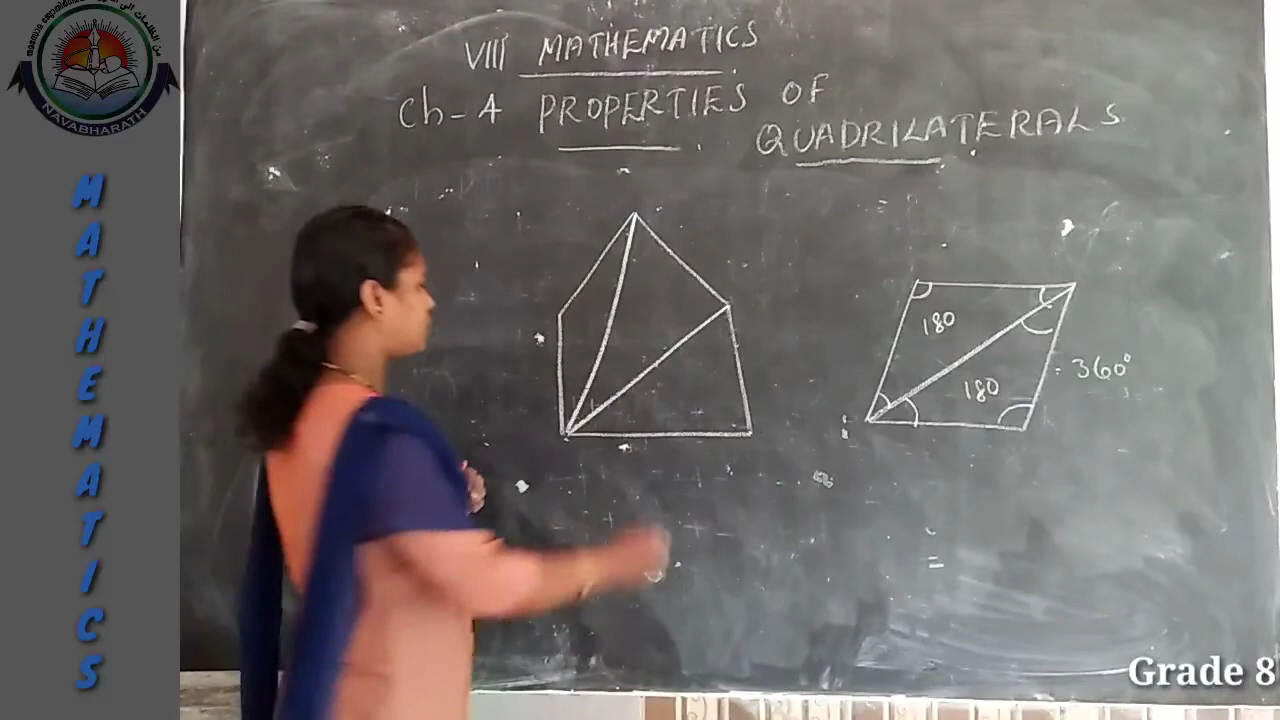 NAVABHARATH
MATHEMATICS
VIII MATHEMATICS
Ch-4 PROPERTIES OF
QUADRILATERALS
180
180
= 360°
=
Grade 8